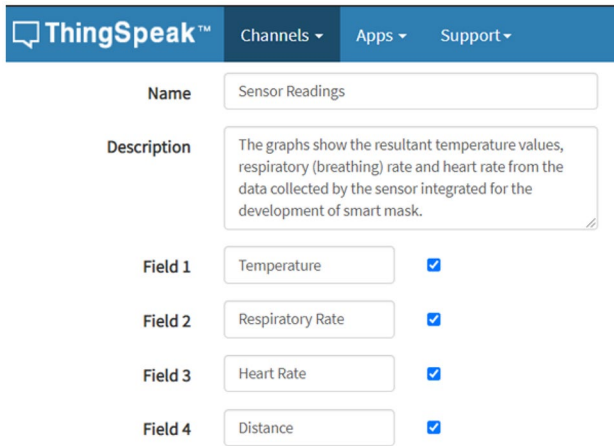 ThingSpeak™ Channels Apps Support
Name Sensor Readings
Description The graphs show the resultant temperature values,
respiratory (breathing) rate and heart rate from the
data collected by the sensor integrated for the
development of smart mask.
Field 1 Temperature
Field 2 Respiratory Rate
Field 3 Heart Rate
Field 4 Distance